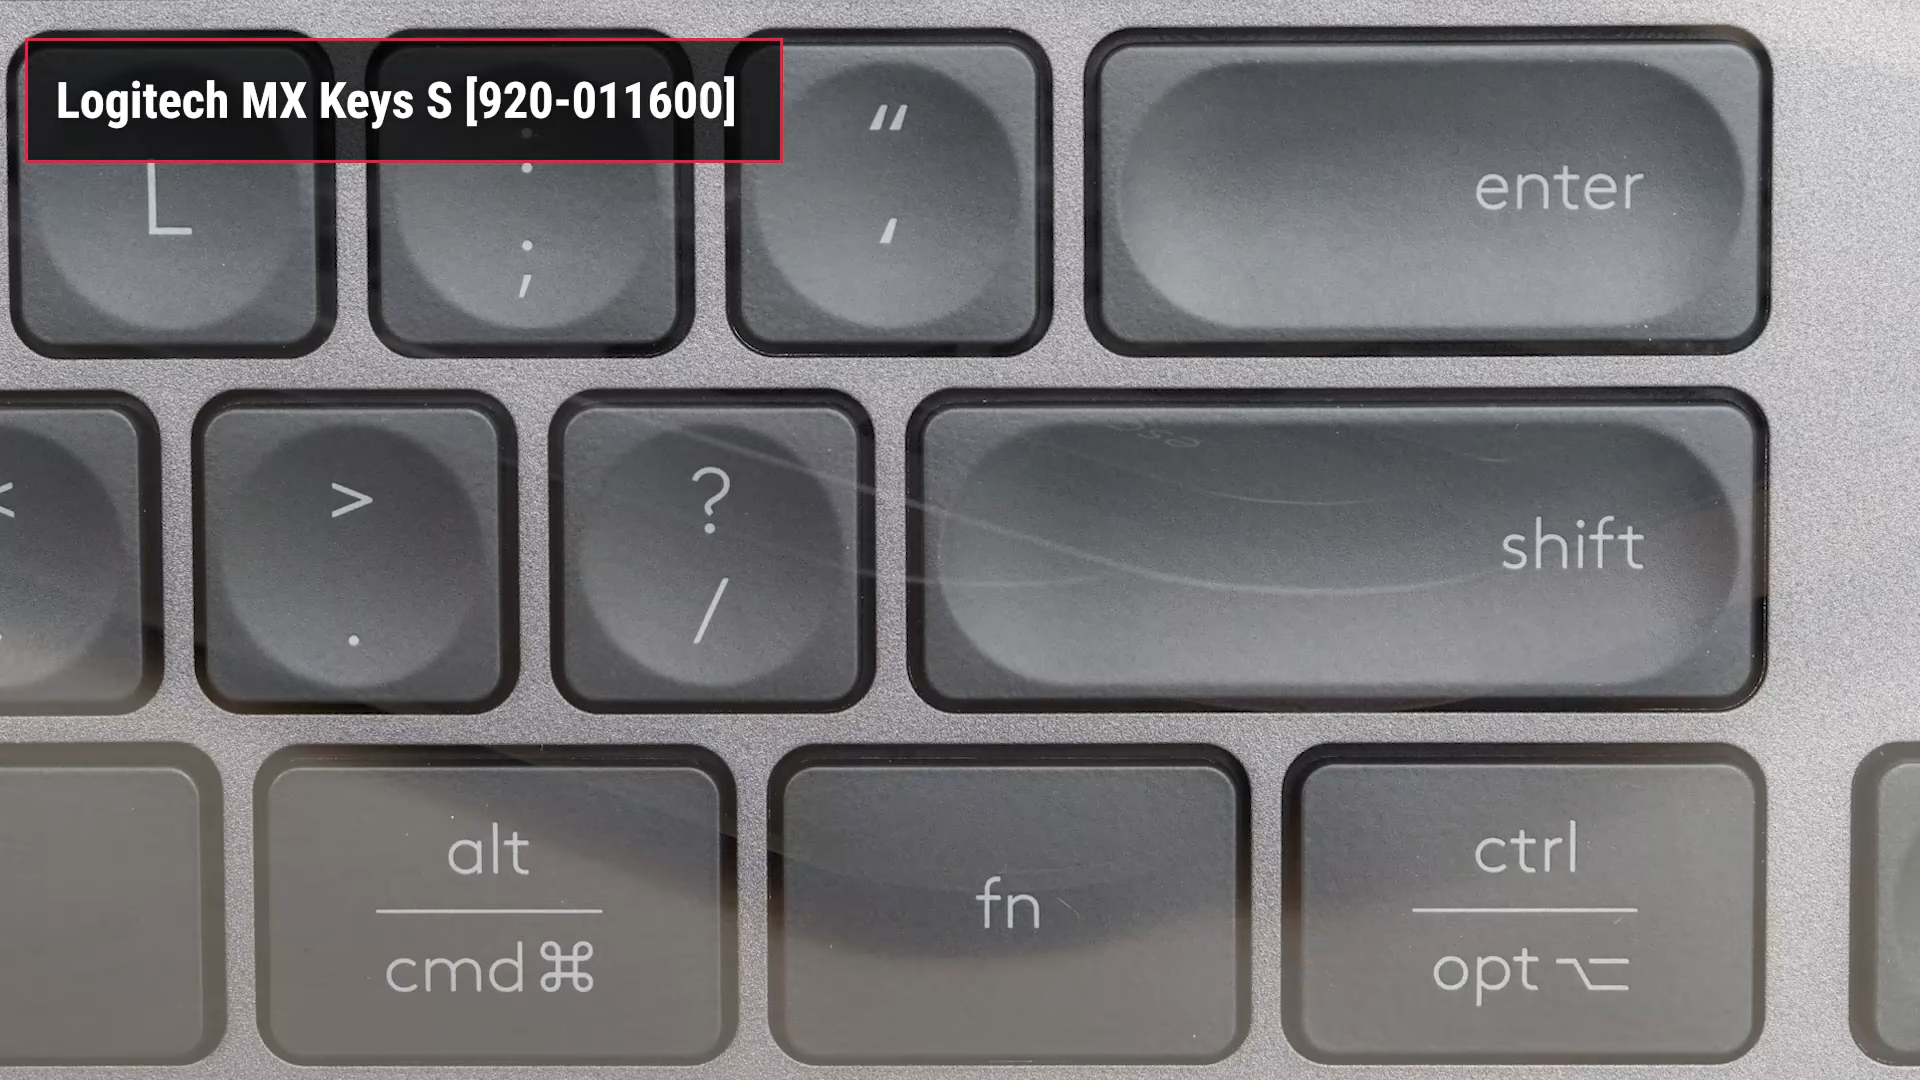 Logitech MX Keys S [920-011600]
L
:
;
“
‘
enter
<
>
.
?
/
shift
alt
cmd ⌘
fn
ctrl
opt ⌥